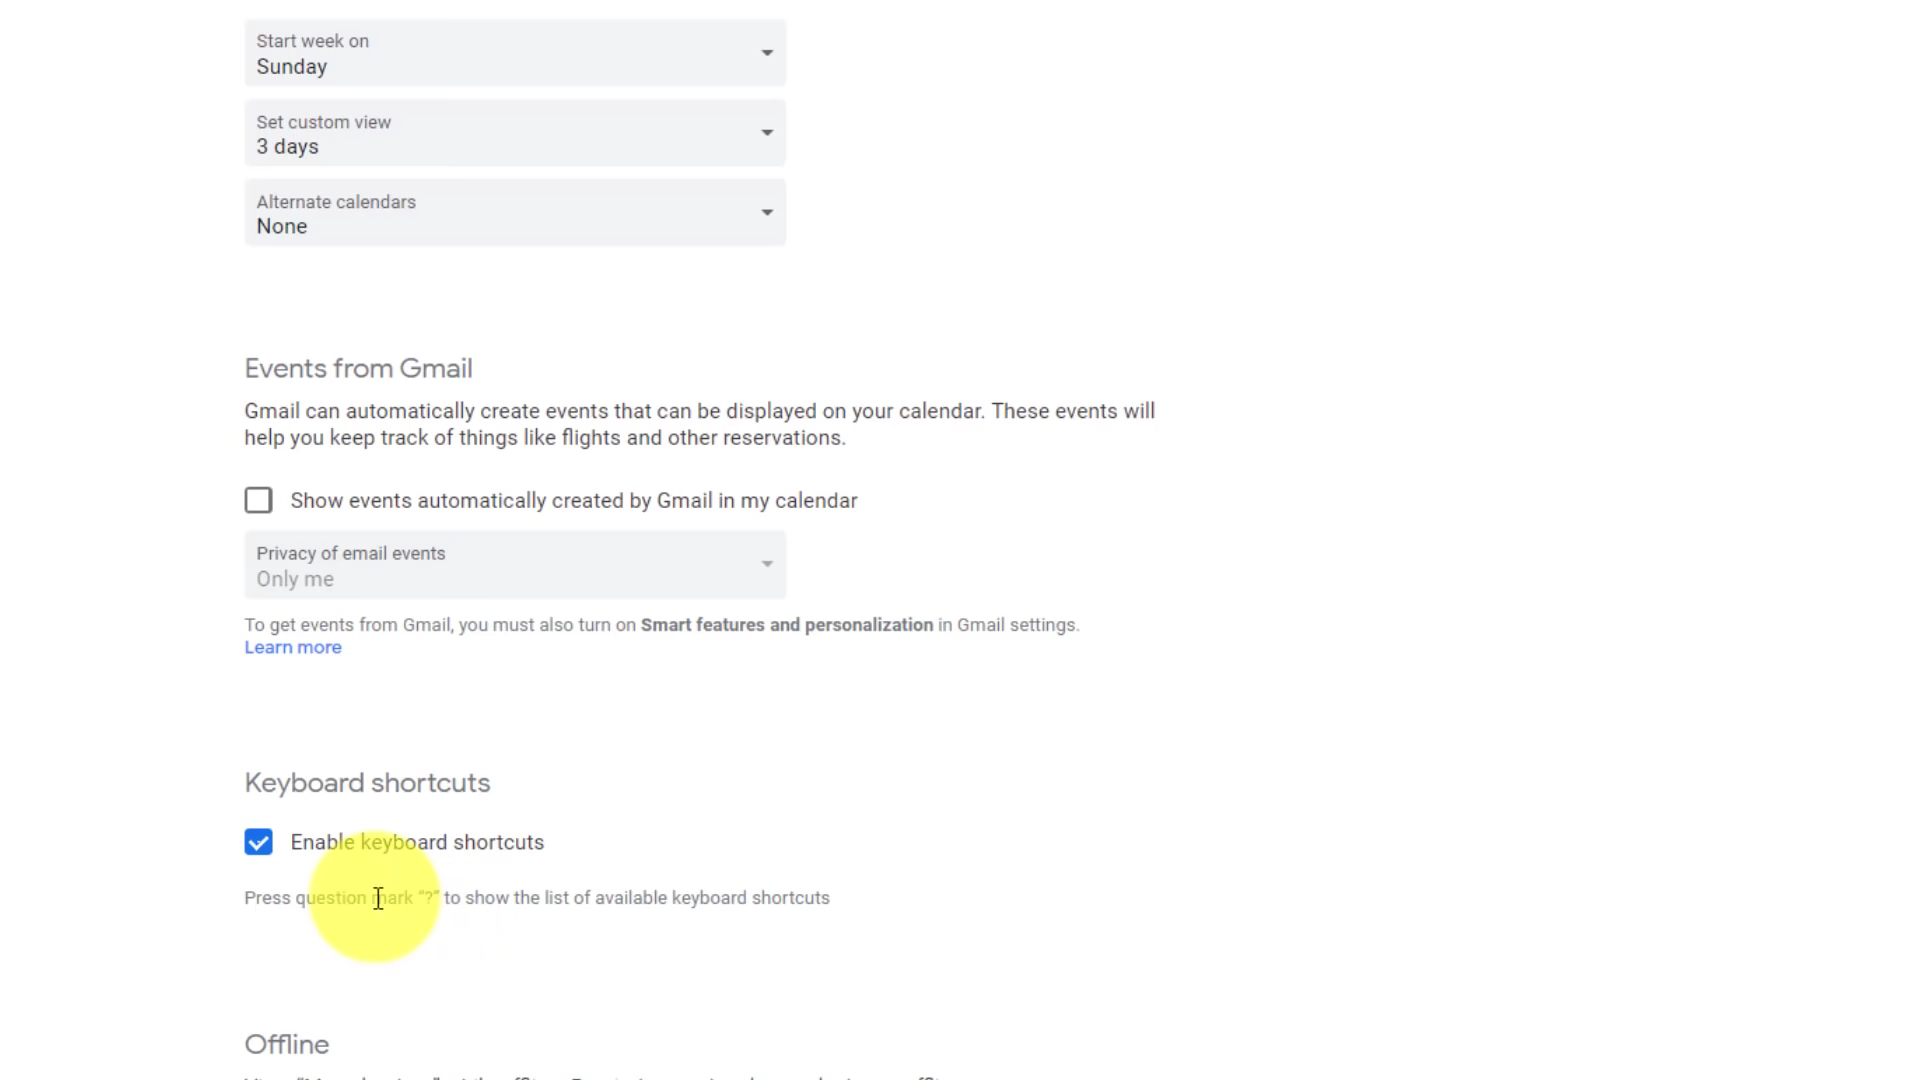 Start week on
Sunday
Set custom view
3 days
Alternate calendars
None
Events from Gmail
Gmail can automatically create events that can be displayed on your calendar. These events will
help you keep track of things like flights and other reservations.
Show events automatically created by Gmail in my calendar
Privacy of email events
Only me
To get events from Gmail, you must also turn on Smart features and personalization in Gmail settings.
Learn more
Keyboard shortcuts
Enable keyboard shortcuts
Press question mark “?” to show the list of available keyboard shortcuts
Offline